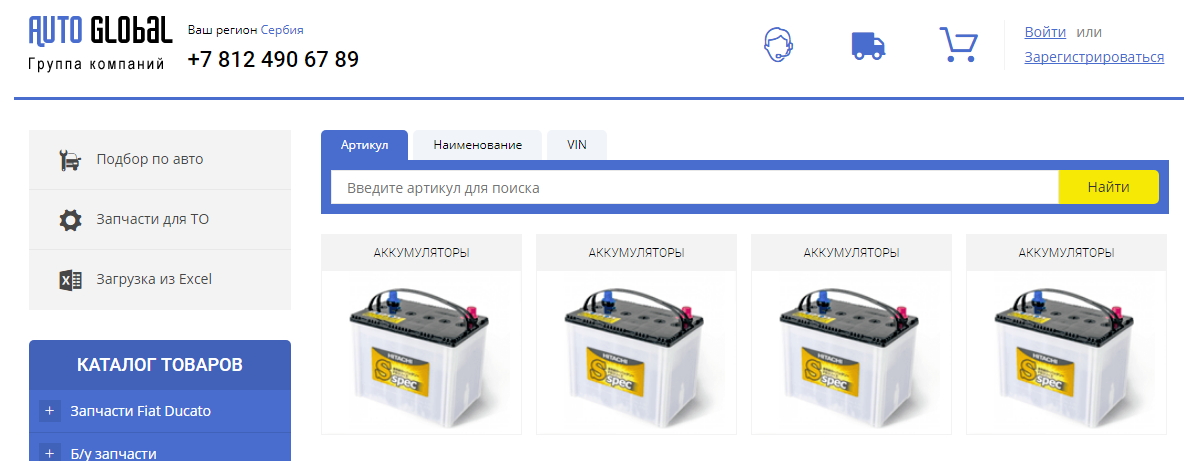 AUTO GLOBAL
Группа компаний
Ваш регион Сербия
+7 812 490 67 89
Войти или
Зарегистрироваться
Подбор по авто
Запчасти для ТО
Загрузка из Excel
КАТАЛОГ ТОВАРОВ
+ Запчасти Fiat Ducato
+ Б/у запчасти
Артикул Наименование VIN
Введите артикул для поиска Найти
АККУМУЛЯТОРЫ АККУМУЛЯТОРЫ АККУМУЛЯТОРЫ АККУМУЛЯТОРЫ
HITACHI HITACHI HITACHI HITACHI
S spec S spec S spec S spec